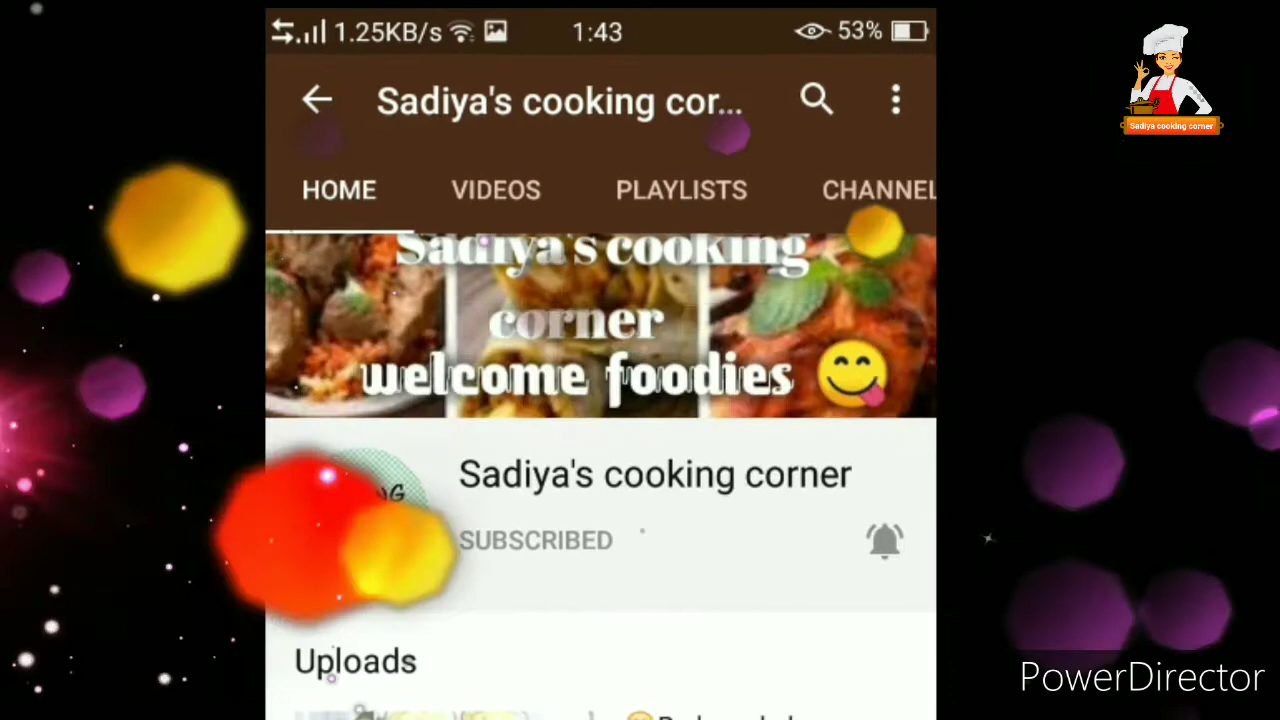 1.25KB/s 1:43 53%
Sadiya's cooking cor...
HOME VIDEOS PLAYLISTS CHANNEL
Sadiya's cooking
corner
welcome foodies
Sadiya's cooking corner
SUBSCRIBED
Uploads
Sadiya cooking corner
PowerDirector